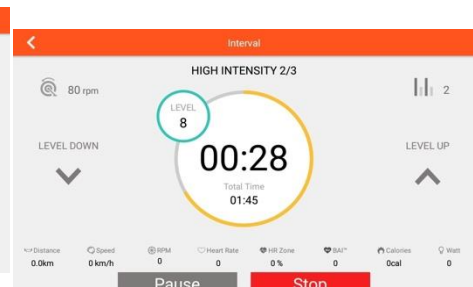 Interval
HIGH INTENSITY 2/3
80 rpm
2
LEVEL
8
LEVEL DOWN
LEVEL UP
00:28
Total Time
01:45
Distance Speed RPM Heart Rate HR Zone BAI™ Calories Watt
0.0km 0 km/h 0 0 0 % 0 0cal 0
Pause Stop